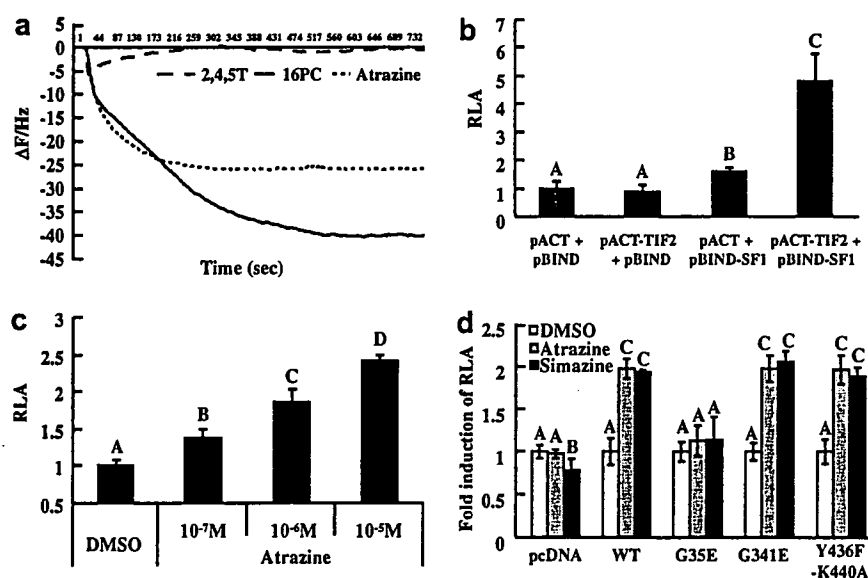 a
5
0
-5
-10
-15
-20
-25
-30
-35
-40
-45
ΔF/Hz
1 44 87 130 173 216 259 302 345 388 431 474 517 560 603 646 689 732
2,4,5T 16PC Atrazine
Time (sec)
b
7
6
5
4
3
2
1
0
RLA
A
A
B
C
pACT +
pBIND
pACT-TIF2
+ pBIND
pACT +
pBIND-SF1
pACT-TIF2 +
pBIND-SF1
c
3
2.5
2
1.5
1
0.5
RLA
A
B
C
D
DMSO
10-7M
10-6M
10-5M
Atrazine
d
2.5
2
1.5
1
0.5
0
Fold induction of RLA
DMSO
Atrazine
Simazine
A A B
A C C
A A A
A C C
A C C
pcDNA
WT
G35E
G341E
Y436F
-K440A